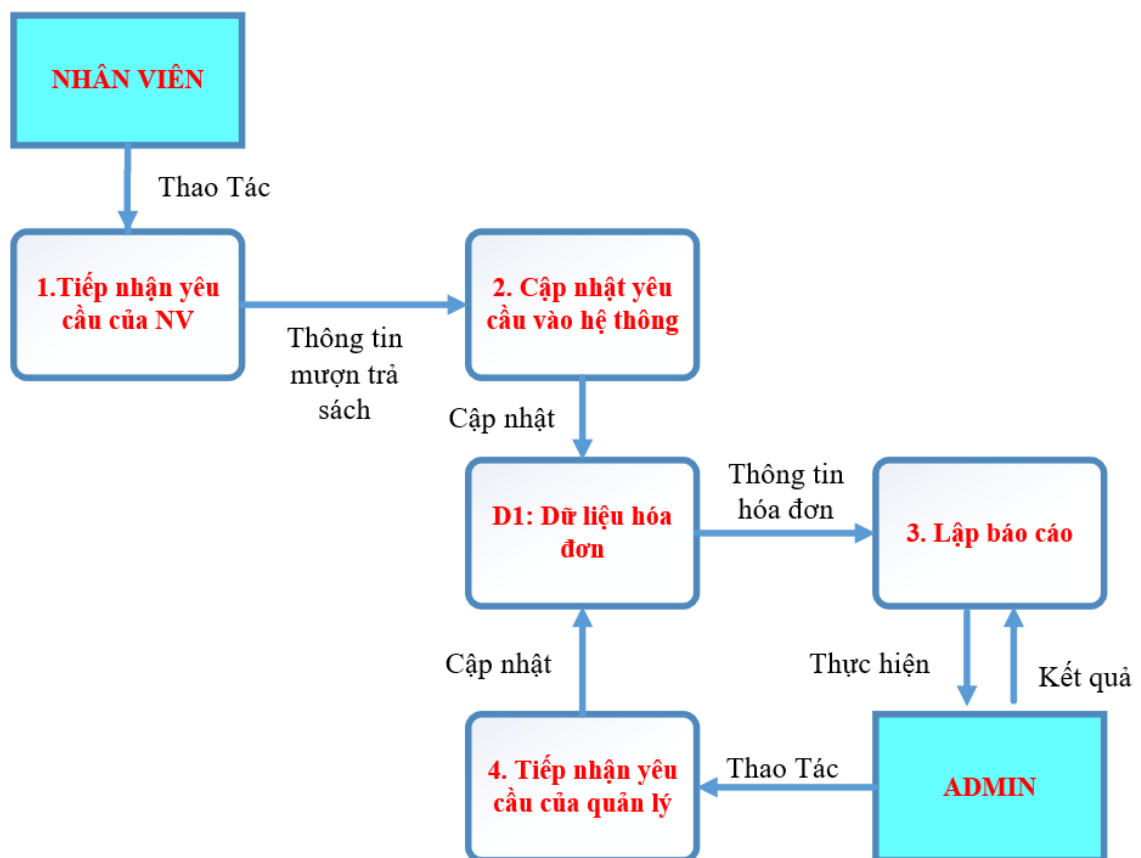 NHÂN VIÊN
Thao Tác
1.Tiếp nhận yêu
cầu của NV
Thông tin
mượn trả
sách
2. Cập nhật yêu
cầu vào hệ thông
Cập nhật
D1: Dữ liệu hóa
đơn
Thông tin
hóa đơn
3. Lập báo cáo
Cập nhật
Thực hiện
Kết quả
4. Tiếp nhận yêu
cầu của quản lý
Thao Tác
ADMIN